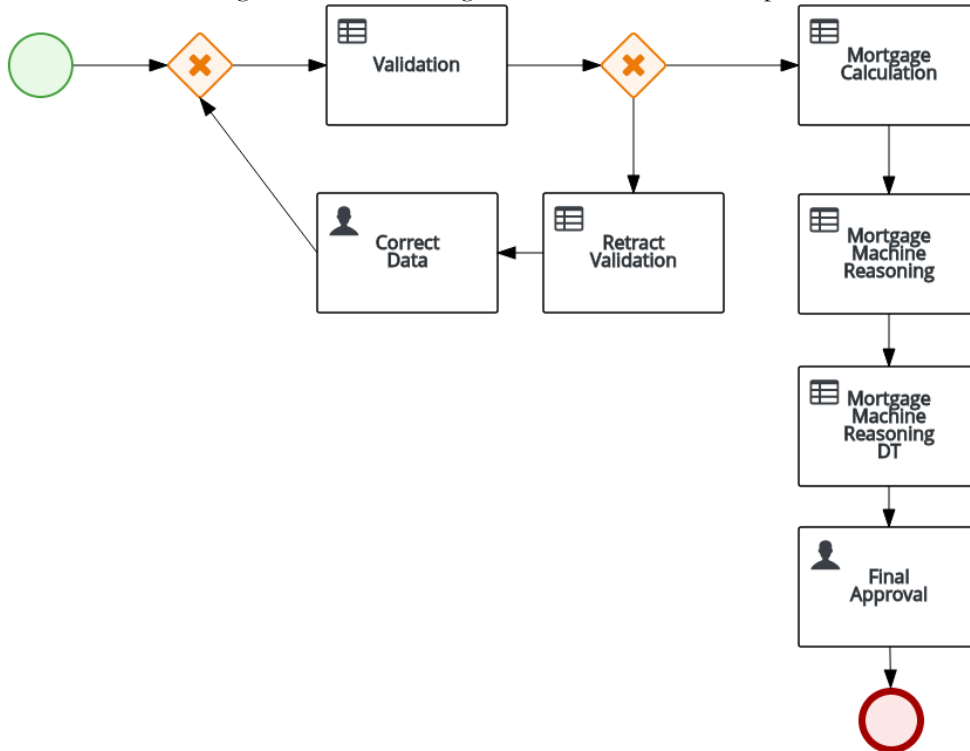 Validation
Mortgage
Calculation
Correct
Data
Retract
Validation
Mortgage
Machine
Reasoning
Mortgage
Machine
Reasoning
DT
Final
Approval